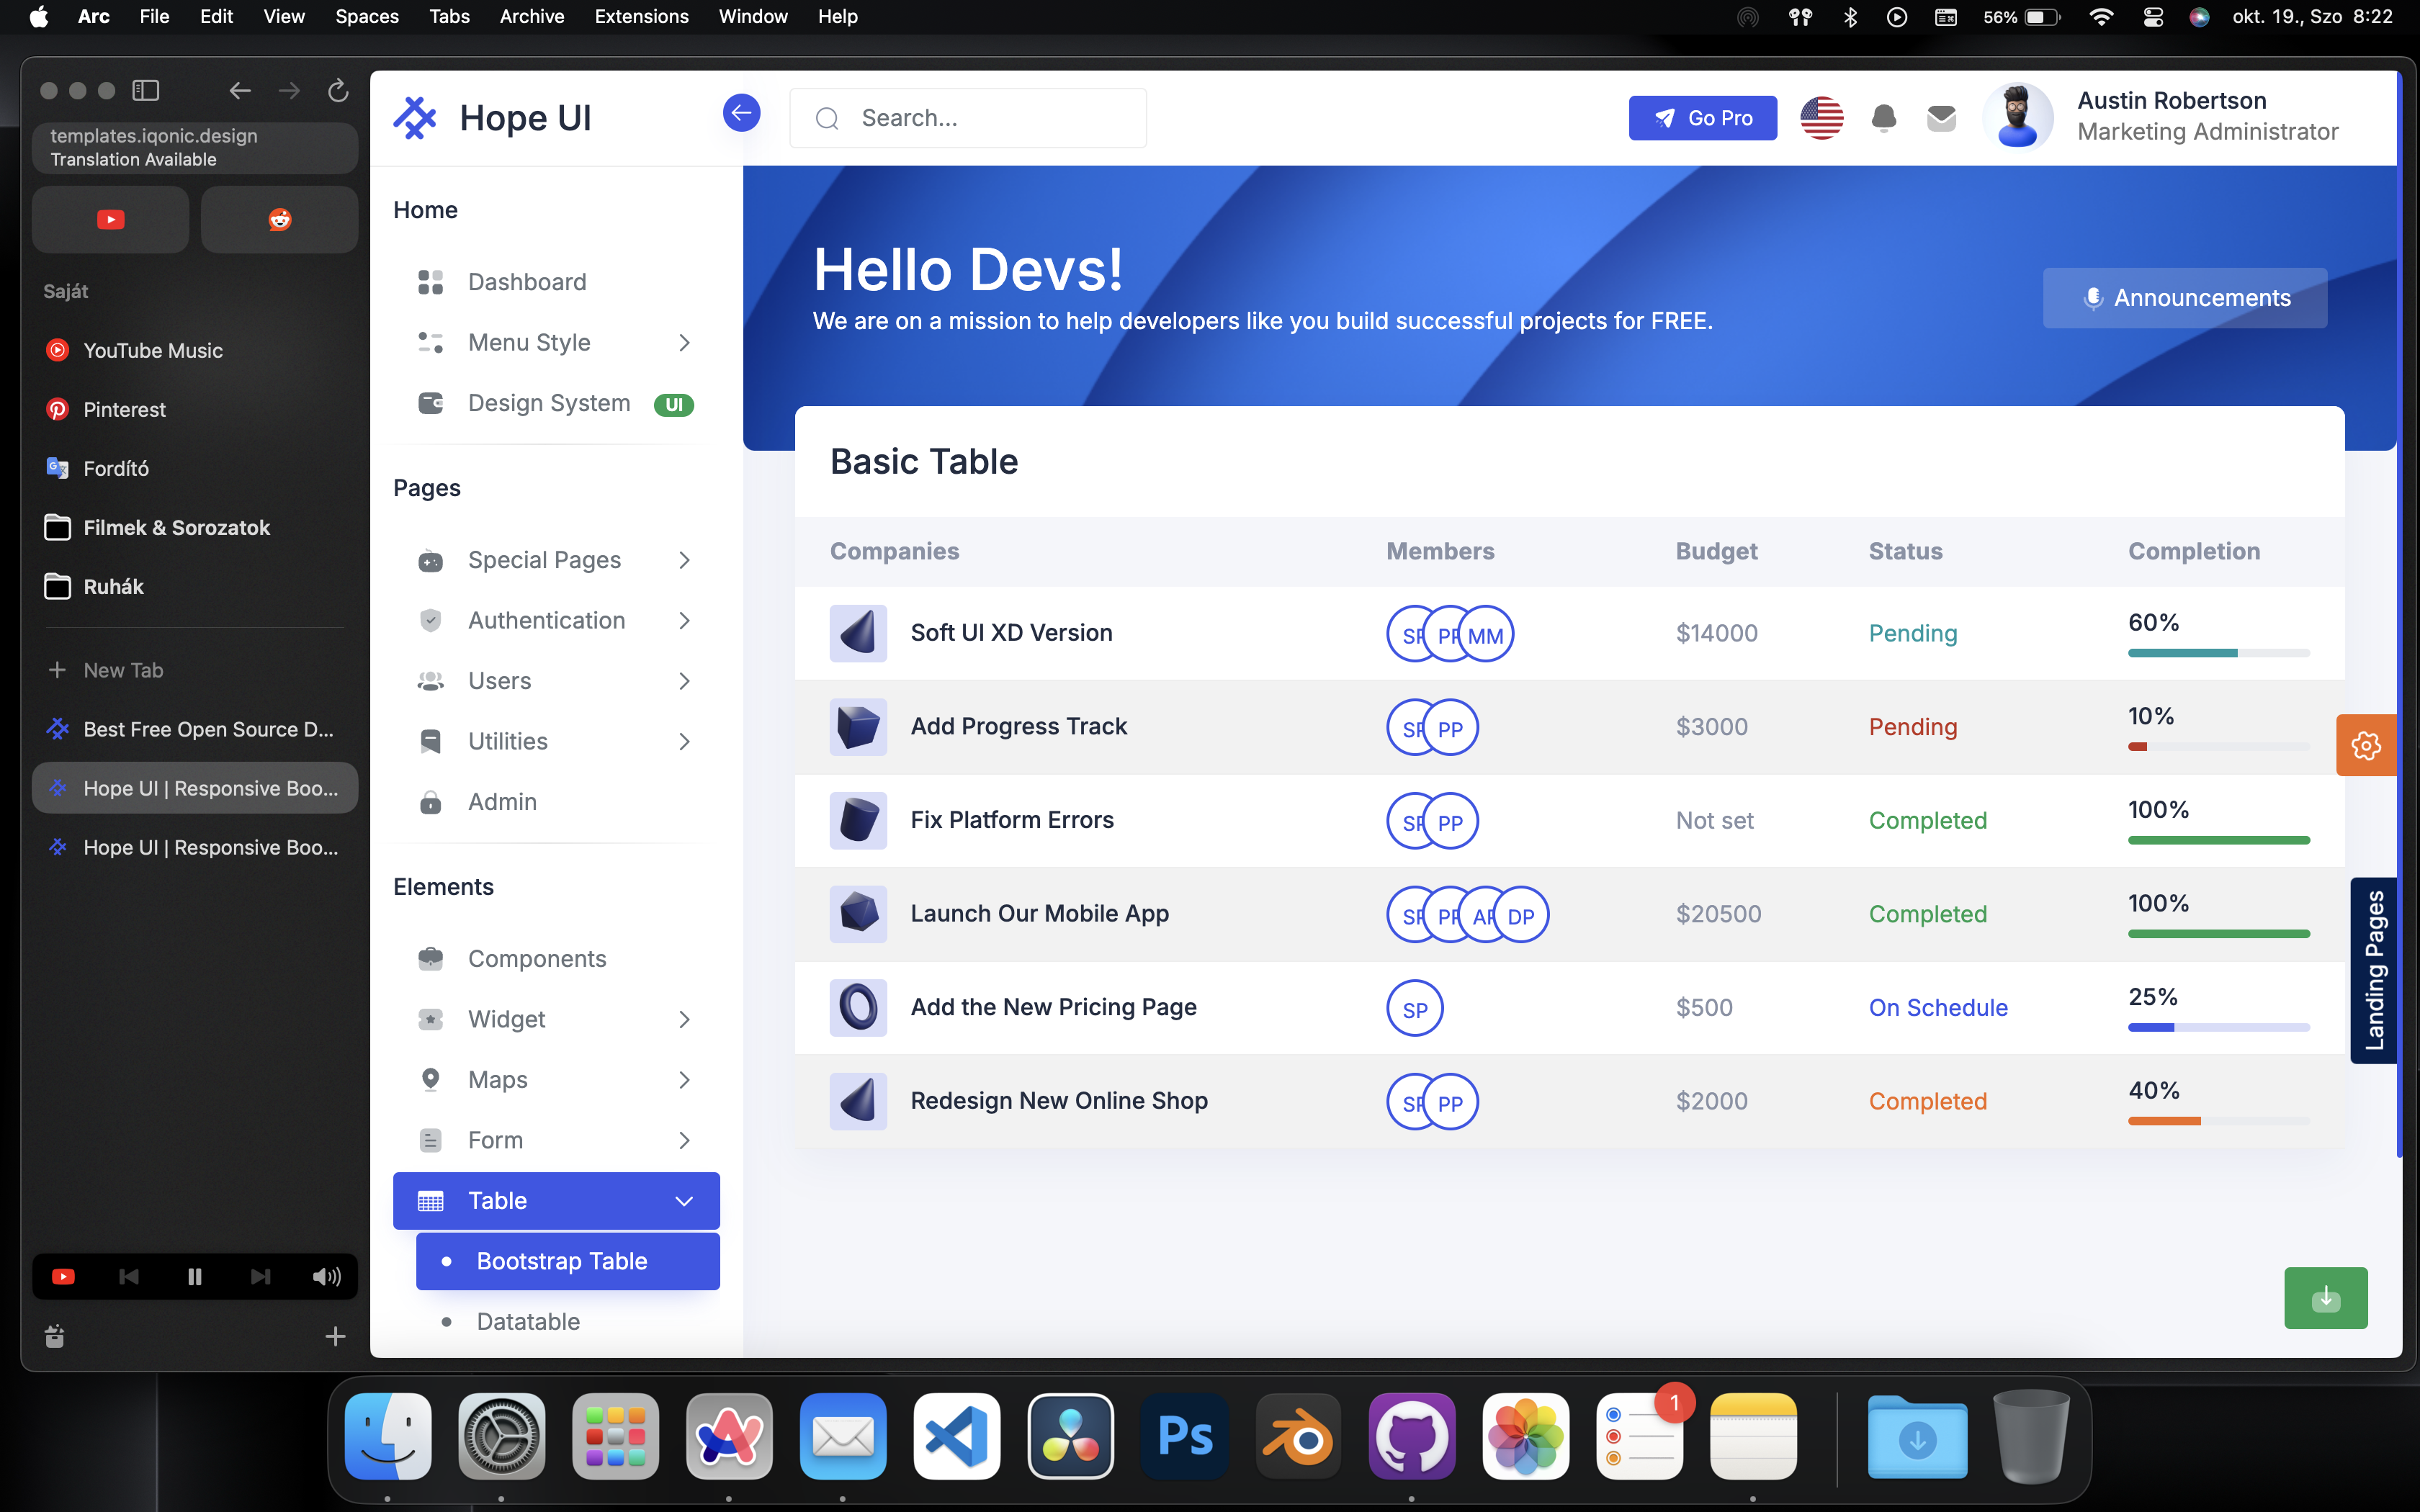 Arc File Edit View Spaces Tabs Archive Extensions Window Help 56% okt. 19., Szo 8:22
templates.iqonic.design
Translation Available
Saját
YouTube Music
Pinterest
Fordító
Filmek & Sorozatok
Ruhák
New Tab
Best Free Open Source D...
Hope UI | Responsive Boo...
Hope UI | Responsive Boo...
Hope UI
Search...
Go Pro
Austin Robertson
Marketing Administrator
Home
Dashboard
Menu Style
Design System UI
Pages
Special Pages
Authentication
Users
Utilities
Admin
Elements
Components
Widget
Maps
Form
Table
Bootstrap Table
Datatable
Hello Devs!
We are on a mission to help developers like you build successful projects for FREE.
Announcements
Basic Table
Companies Members Budget Status Completion
Soft UI XD Version SP PP MM $14000 Pending 60%
Add Progress Track SP PP $3000 Pending 10%
Fix Platform Errors SP PP Not set Completed 100%
Launch Our Mobile App SP PP AP DP $20500 Completed 100%
Add the New Pricing Page SP $500 On Schedule 25%
Redesign New Online Shop SP PP $2000 Completed 40%
Landing Pages
Ps
1